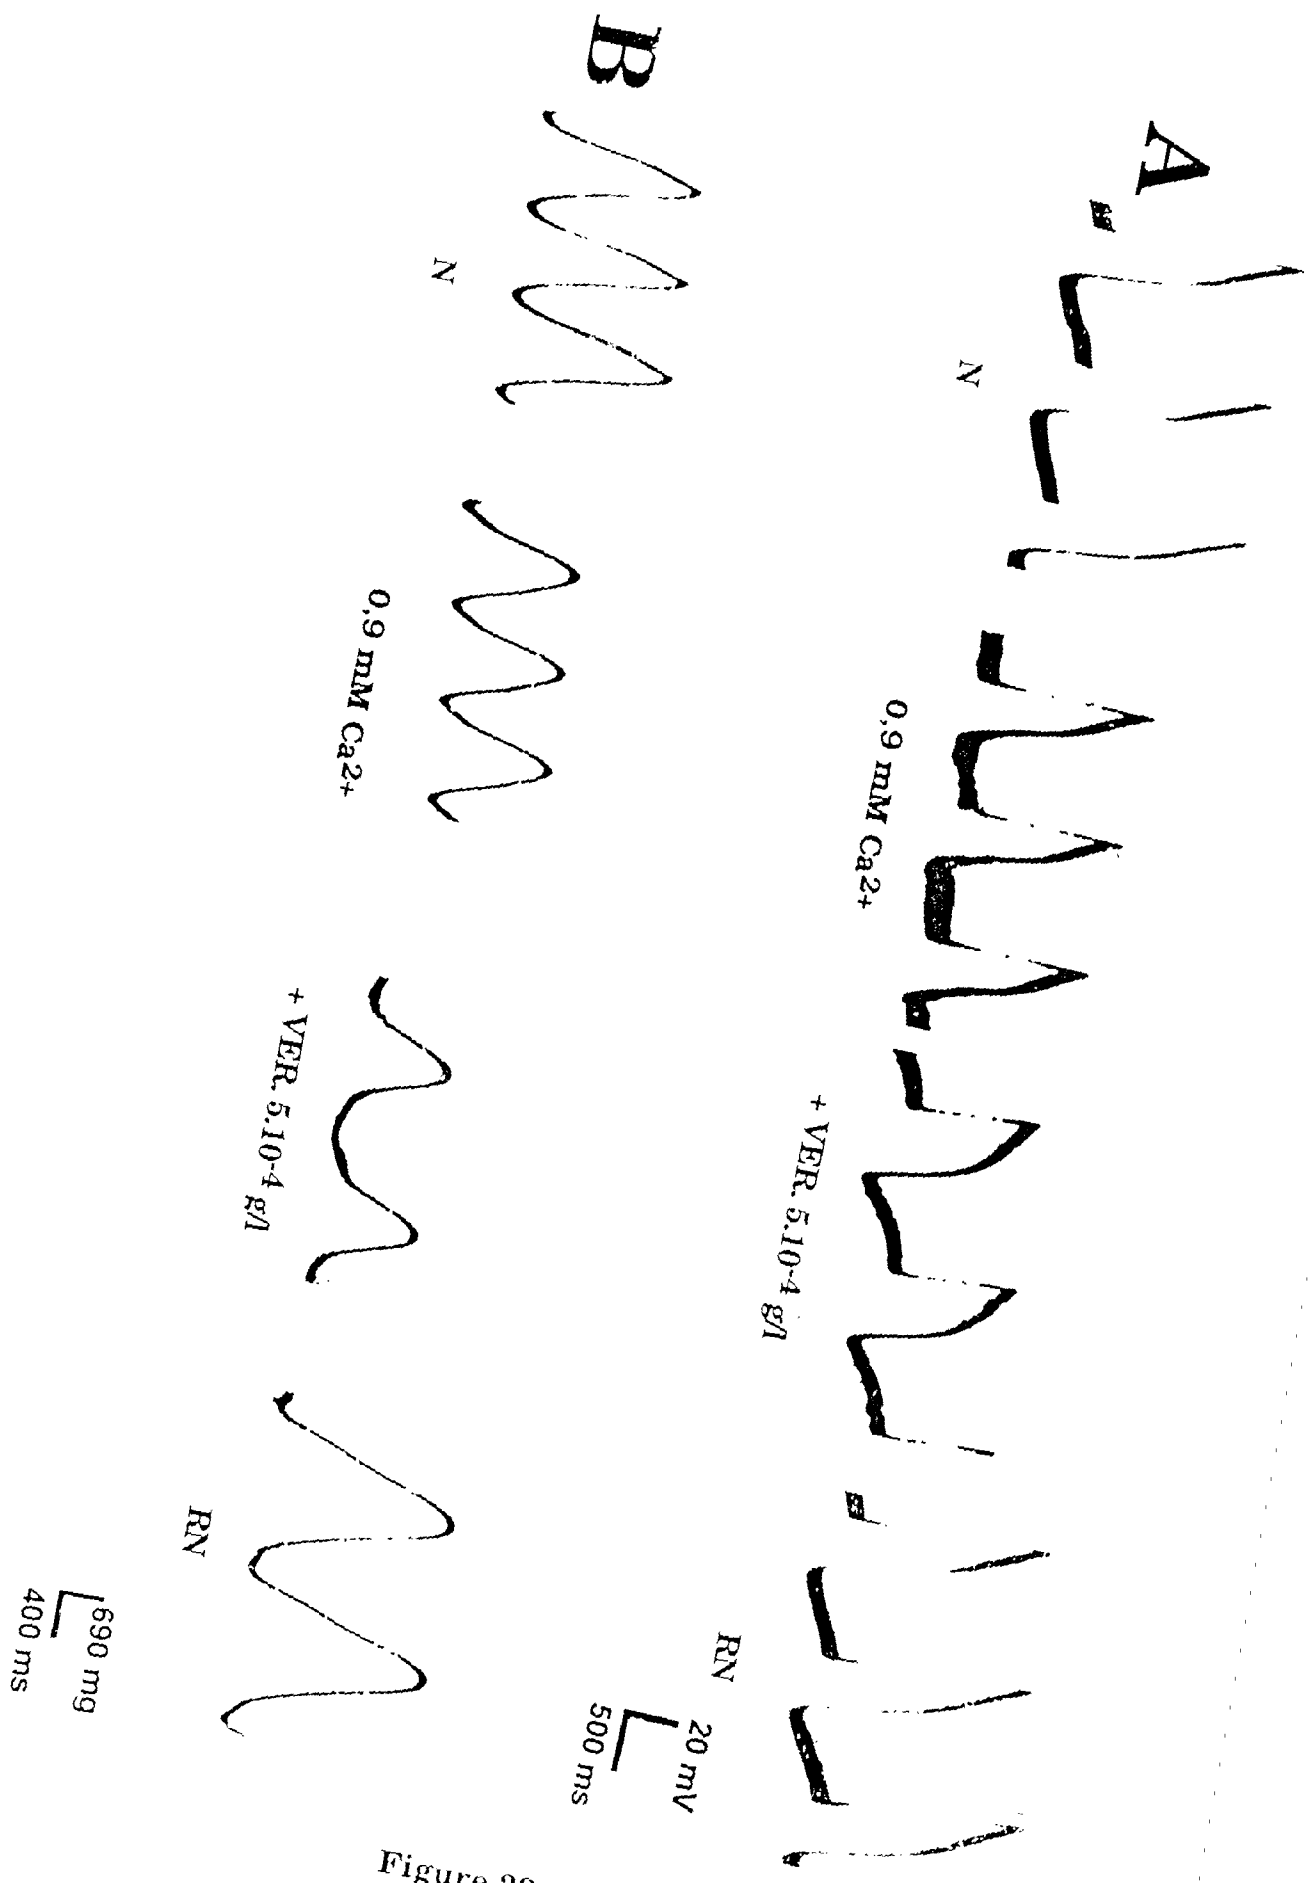 A
N
0,9 mM Ca2+
+ VER. 5.10-4 g/l
RN
20 mV
500 ms
B
N
0,9 mM Ca2+
+ VER. 5.10-4 g/l
RN
690 mg
400 ms
Figure